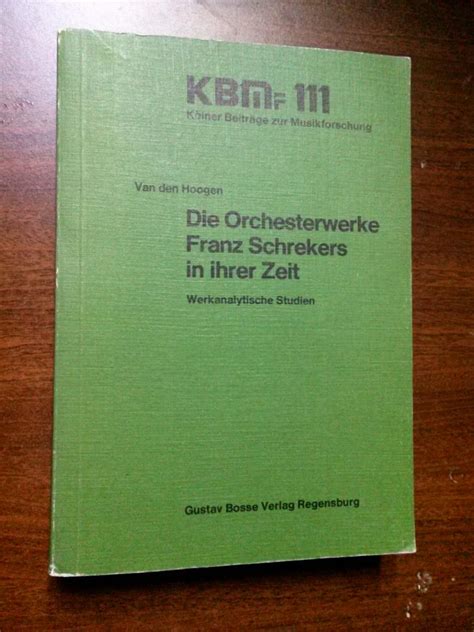 KBMF 111
Kölner Beiträge zur Musikforschung
Van den Hoogen
Die Orchesterwerke
Franz Schrekers
in ihrer Zeit
Werkanalytische Studien
Gustav Bosse Verlag Regensburg